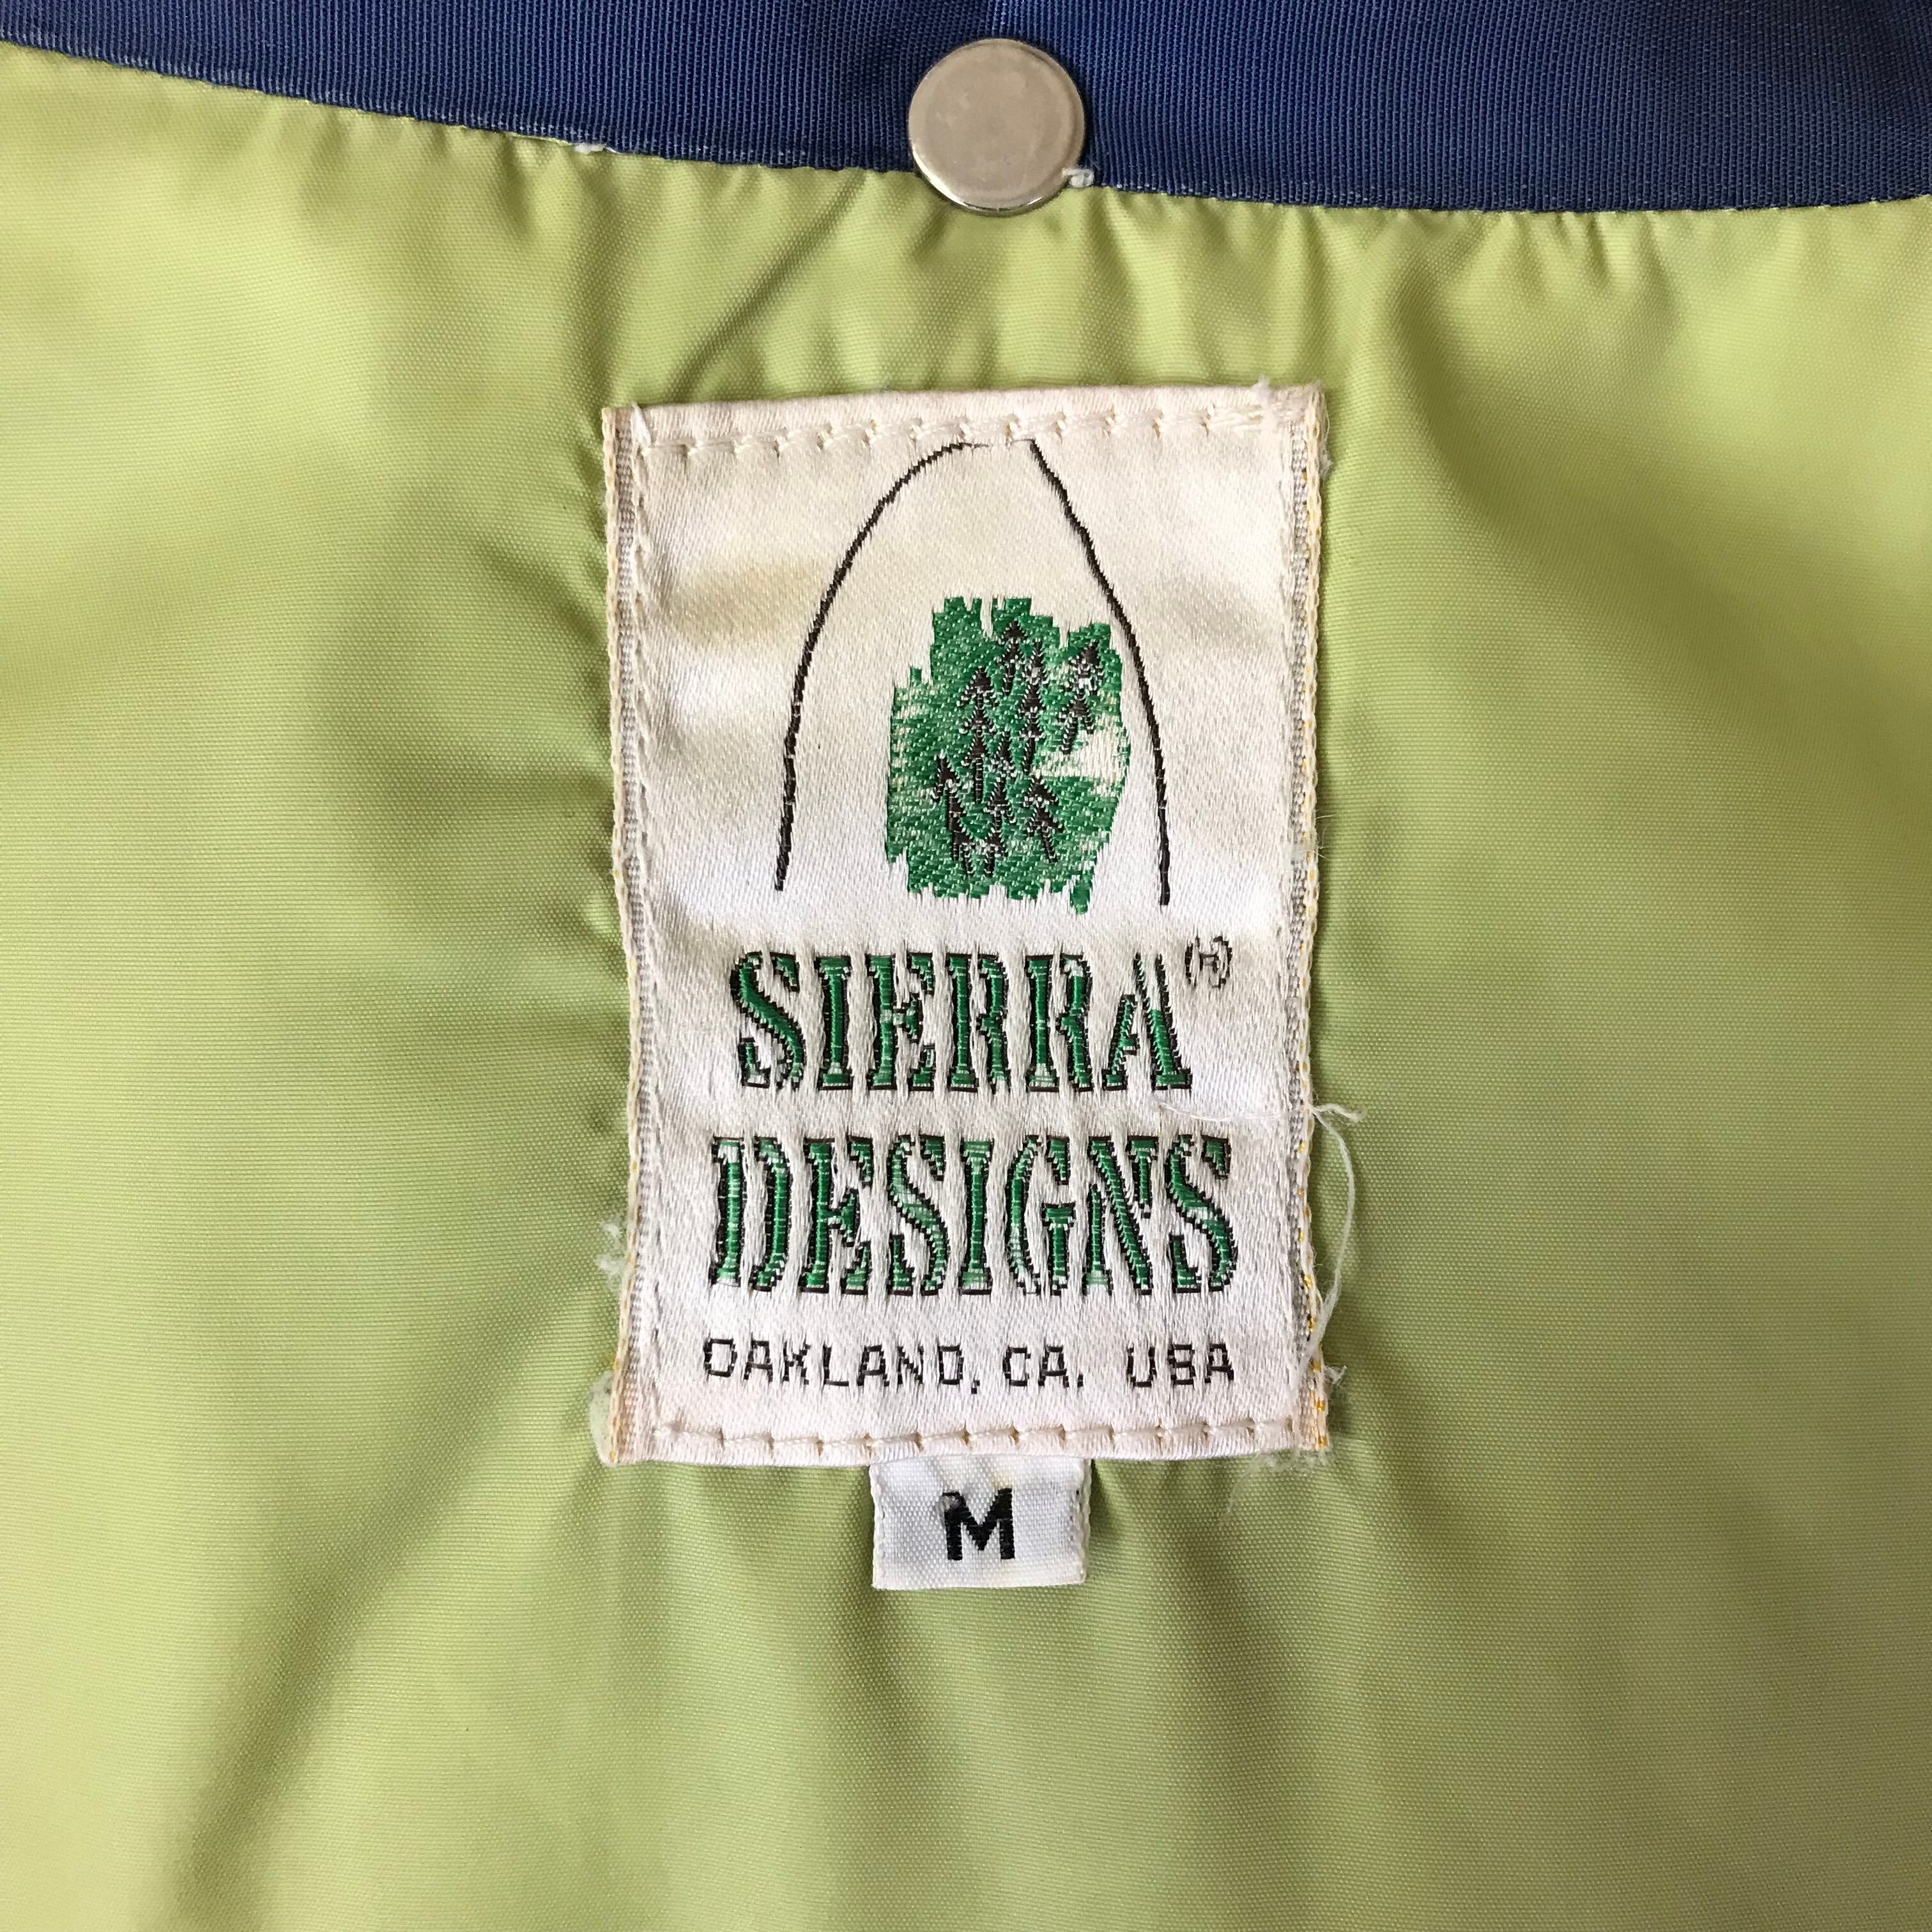 SIERRA®
DESIGNS
OAKLAND, CA. USA
M